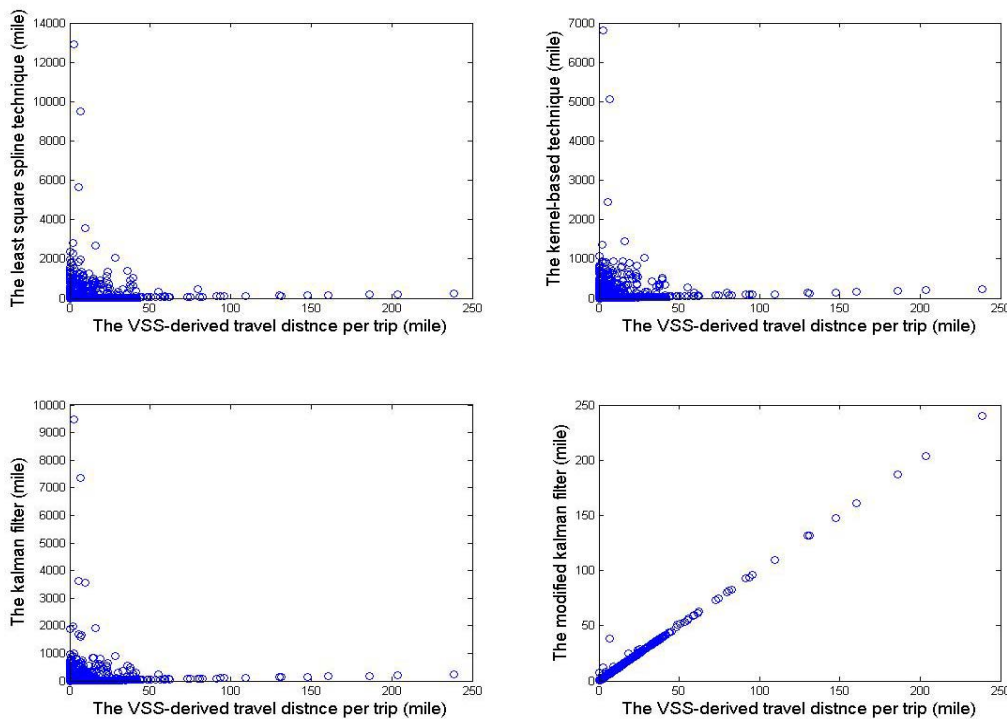 14000
12000
10000
8000
6000
4000
2000
0
The least square spline technique (mile)
0 50 100 150 200 250
The VSS-derived travel distnce per trip (mile)
7000
6000
5000
4000
3000
2000
1000
0
The kernel-based technique (mile)
0 50 100 150 200 250
The VSS-derived travel distnce per trip (mile)
10000
9000
8000
7000
6000
5000
4000
3000
2000
1000
0
The kalman filter (mile)
0 50 100 150 200 250
The VSS-derived travel distnce per trip (mile)
250
200
150
100
50
0
The modified kalman filter (mile)
0 50 100 150 200 250
The VSS-derived travel distnce per trip (mile)